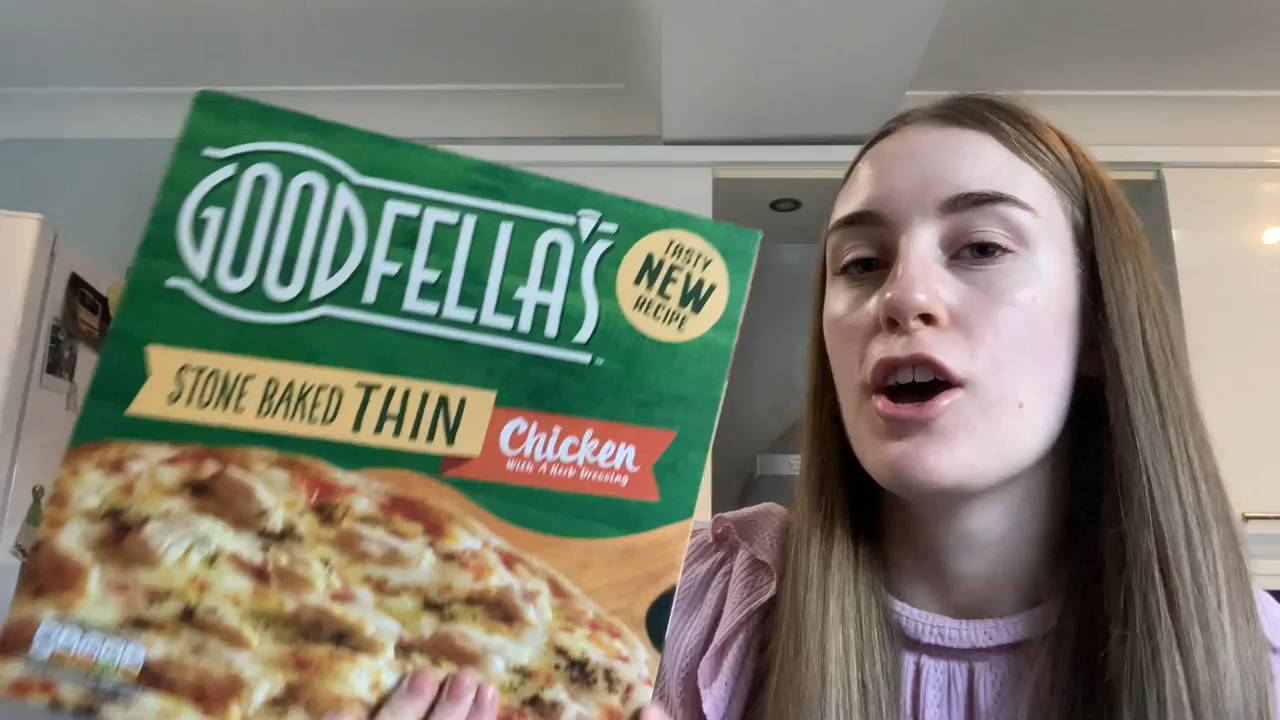 GOODFELLA'S
TASTY
NEW
RECIPE
STONE BAKED THIN
Chicken
With A Herb Dressing